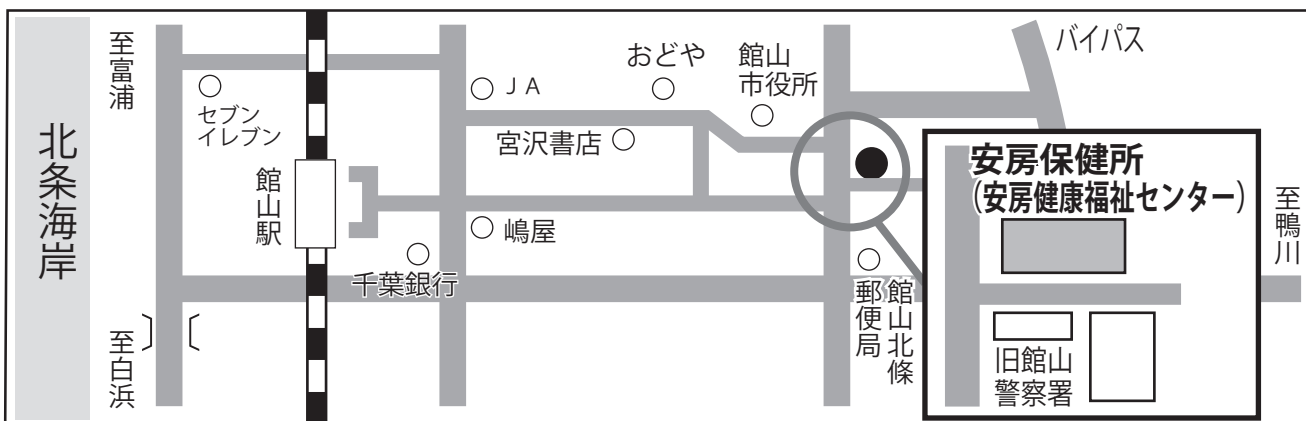 北条海岸
至富浦
至白浜
セブン
イレブン
館山駅
千葉銀行
ＪＡ
宮沢書店
嶋屋
おどや
館山
市役所
館山北條
郵便局
バイパス
安房保健所
(安房健康福祉センター)
旧館山
警察署
至鴨川